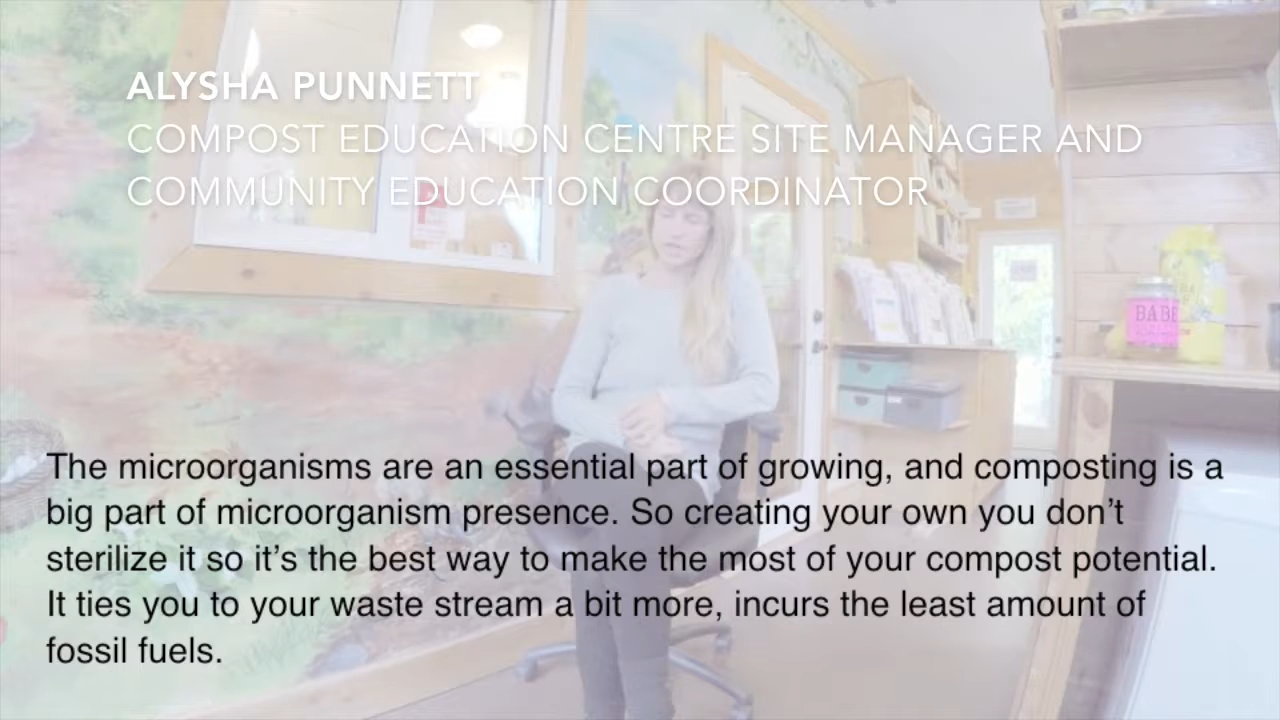 ALYSHA PUNNETT
COMPOST EDUCATION CENTRE SITE MANAGER AND
COMMUNITY EDUCATION COORDINATOR
BABE
The microorganisms are an essential part of growing, and composting is a
big part of microorganism presence. So creating your own you don’t
sterilize it so it’s the best way to make the most of your compost potential.
It ties you to your waste stream a bit more, incurs the least amount of
fossil fuels.